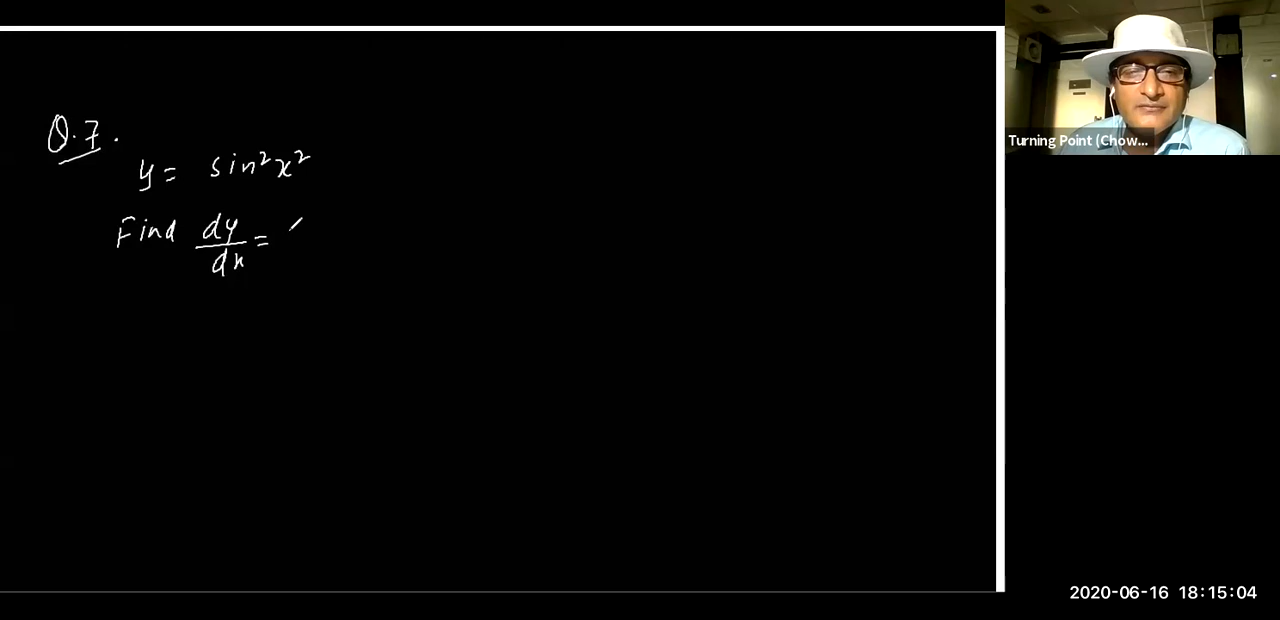 Q.7.
y = sin²x²
Find dy/dx =
Turning Point (Chow...
2020-06-16 18:15:04